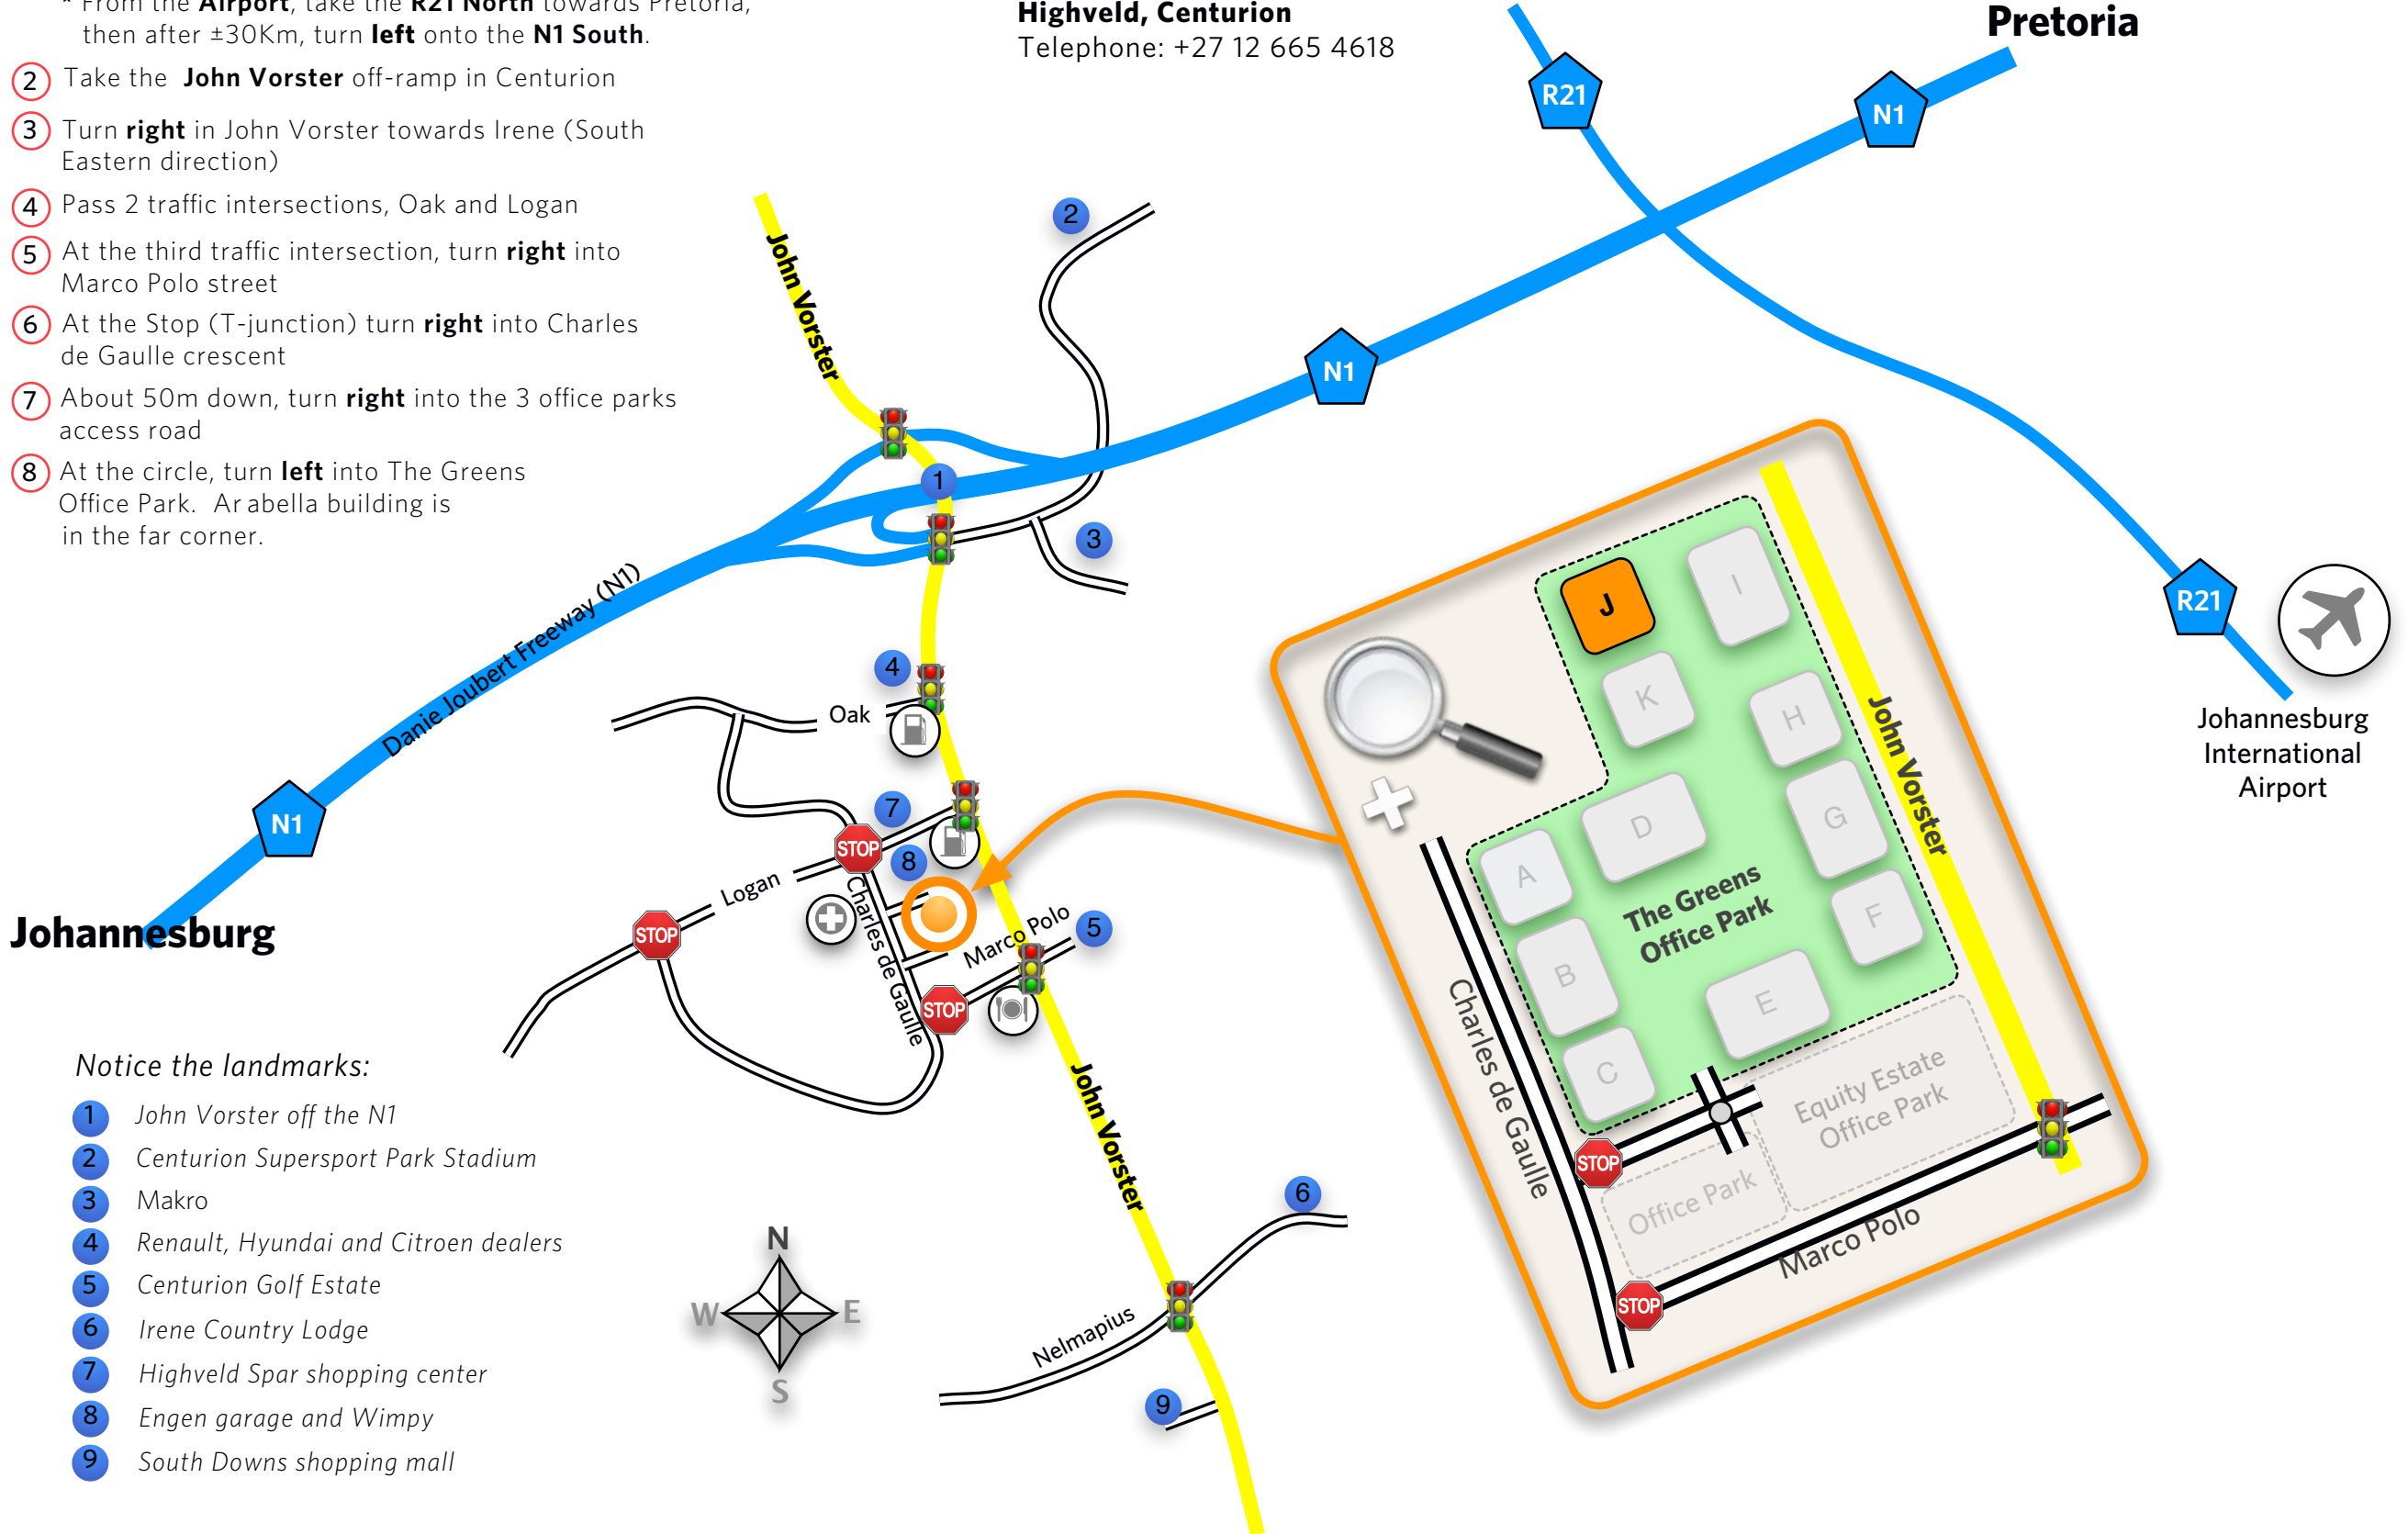 * From the Airport, take the R21 North towards Pretoria,
then after ±30Km, turn left onto the N1 South.
2 Take the John Vorster off-ramp in Centurion
3 Turn right in John Vorster towards Irene (South
Eastern direction)
4 Pass 2 traffic intersections, Oak and Logan
5 At the third traffic intersection, turn right into
Marco Polo street
6 At the Stop (T-junction) turn right into Charles
de Gaulle crescent
7 About 50m down, turn right into the 3 office parks
access road
8 At the circle, turn left into The Greens
Office Park. Ar abella building is
in the far corner.
Highveld, Centurion
Telephone: +27 12 665 4618
Pretoria
R21
N1
John Vorster
2
N1
1
3
Danie Joubert Freeway (N1)
R21
Johannesburg
International
Airport
4
Oak
N1
Johannesburg
7
STOP
8
Logan
STOP
Charles de Gaulle
Marco Polo
5
STOP
John Vorster
6
Nelmapius
9
N
W
E
S
J
I
K
H
D
G
A
The Greens
Office Park
F
B
E
C
John Vorster
Charles de Gaulle
Equity Estate
Office Park
STOP
Office Park
Marco Polo
STOP
Notice the landmarks:
1 John Vorster off the N1
2 Centurion Supersport Park Stadium
3 Makro
4 Renault, Hyundai and Citroen dealers
5 Centurion Golf Estate
6 Irene Country Lodge
7 Highveld Spar shopping center
8 Engen garage and Wimpy
9 South Downs shopping mall